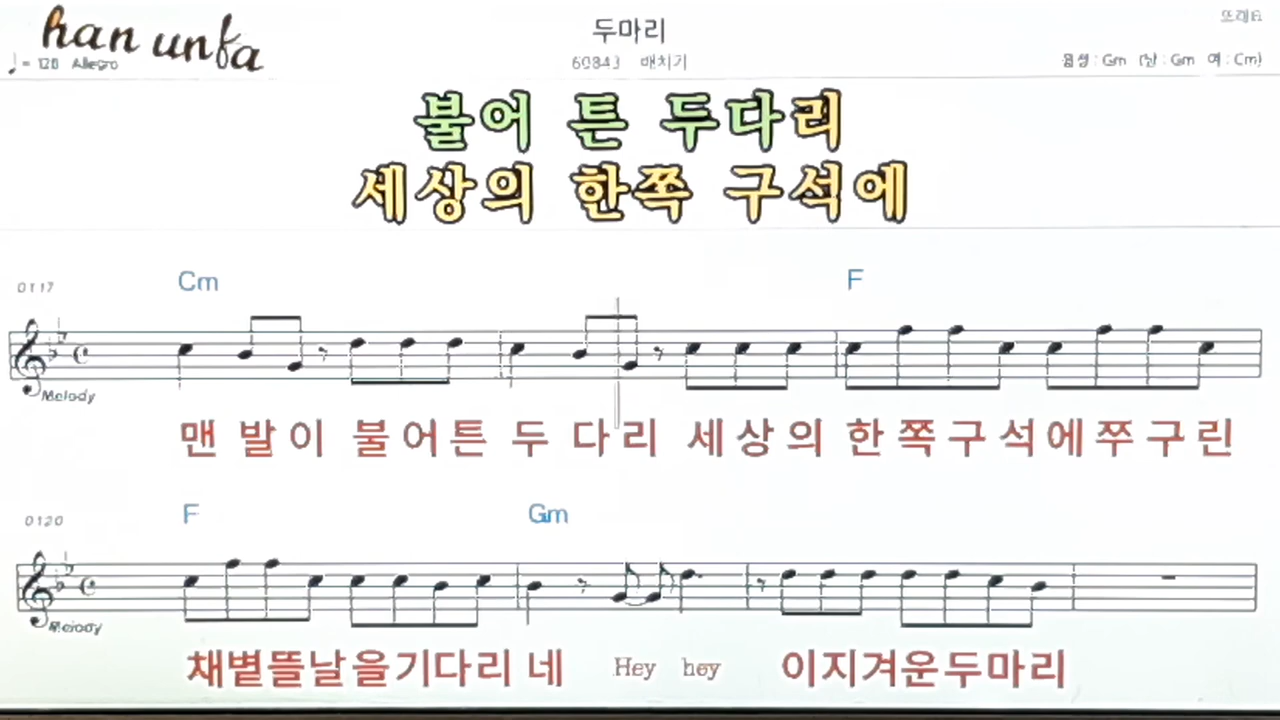 han unfa
두마리
또래타
♩ = 120 Allegro
60843 배치기
음성 : Gm (남 : Gm 여 : Cm)
불어 튼 두다리
세상의 한쪽 구석에
0117
Cm F
Melody
맨 발 이 불 어 튼 두 다 리 세 상 의 한 쪽 구 석 에 쭈 구 린
0120
F Gm
Melody
채볕뜰날을기다리 네 Hey hey 이지겨운두마리